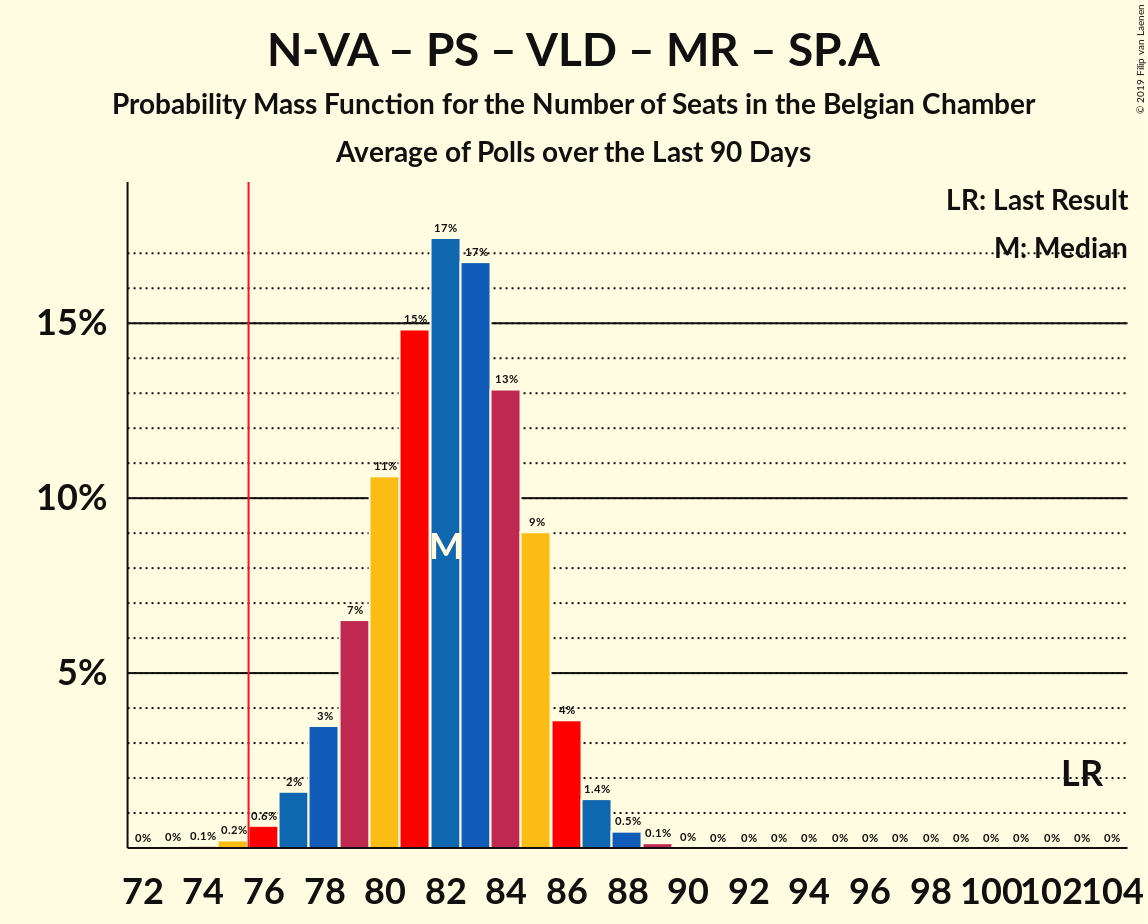 N-VA – PS – VLD – MR – SP.A
Probability Mass Function for the Number of Seats in the Belgian Chamber
Average of Polls over the Last 90 Days
© 2019 Filip van Laenen
LR: Last Result
M: Median
15%
10%
5%
0% 0% 0.1% 0.2% 0.6% 2% 3% 7% 11% 15% 17% 17% 13% 9% 4% 1.4% 0.5% 0.1% 0% 0% 0% 0% 0% 0% 0% 0% 0% 0% 0% 0% 0% 0% 0%
M
LR
72 74 76 78 80 82 84 86 88 90 92 94 96 98 100 102 104